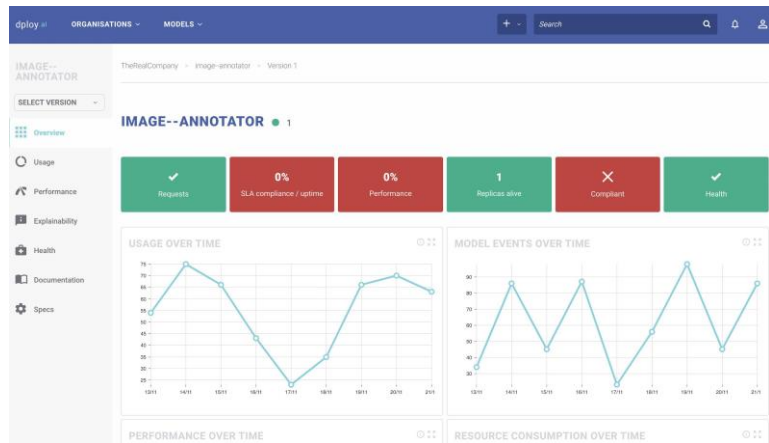 dploy ai ORGANISATIONS MODELS + Search
IMAGE--
ANNOTATOR
SELECT VERSION
Overview
Usage
Performance
Explainability
Health
Documentation
Specs
TheRealCompany image-annotator Version 1
IMAGE--ANNOTATOR 1
Requests
0%
SLA compliance / uptime
0%
Performance
1
Replicas alive
Compliant
Health
USAGE OVER TIME
75
70
65
60
55
50
45
40
35
30
25
13/11 14/11 15/11 16/11 17/11 18/11 19/11 20/11 21/1
MODEL EVENTS OVER TIME
90
80
70
60
50
40
30
13/11 14/11 15/11 16/11 17/11 18/11 19/11 20/11 21/1
PERFORMANCE OVER TIME
RESOURCE CONSUMPTION OVER TIME